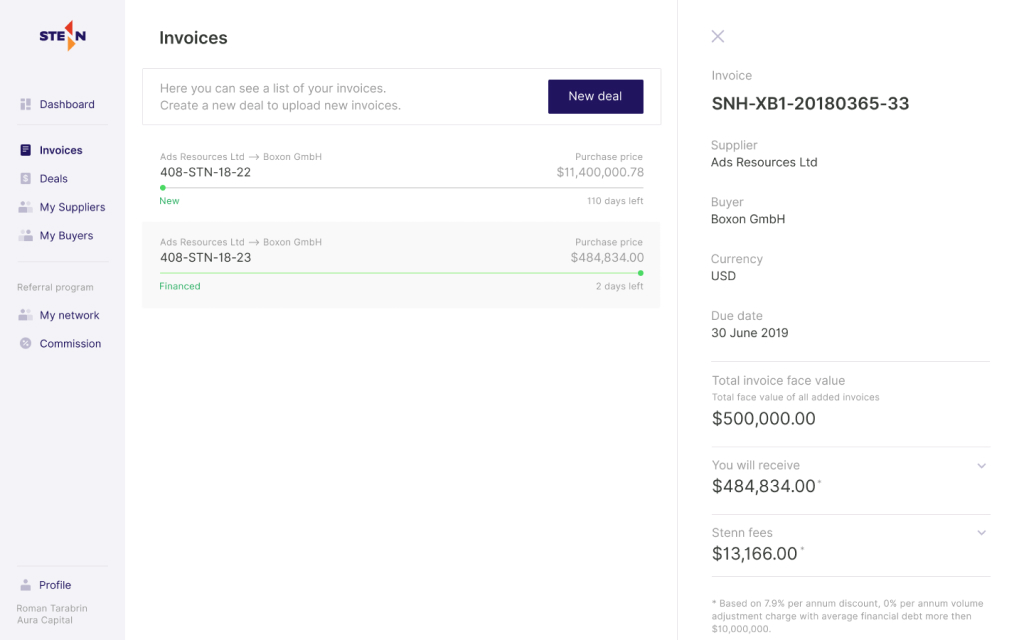 STENN
Dashboard
Invoices
Deals
My Suppliers
My Buyers
Referral program
My network
Commission
Profile
Roman Tarabrin
Aura Capital
Invoices
Here you can see a list of your invoices.
Create a new deal to upload new invoices.
New deal
Ads Resources Ltd → Boxon GmbH
Purchase price
408-STN-18-22
$11,400,000.78
New
110 days left
Ads Resources Ltd → Boxon GmbH
Purchase price
408-STN-18-23
$484,834.00
Financed
2 days left
Invoice
SNH-XB1-20180365-33
Supplier
Ads Resources Ltd
Buyer
Boxon GmbH
Currency
USD
Due date
30 June 2019
Total invoice face value
Total face value of all added invoices
$500,000.00
You will receive
$484,834.00*
Stenn fees
$13,166.00*
* Based on 7.9% per annum discount, 0% per annum volume
adjustment charge with average financial debt more then
$10,000,000.